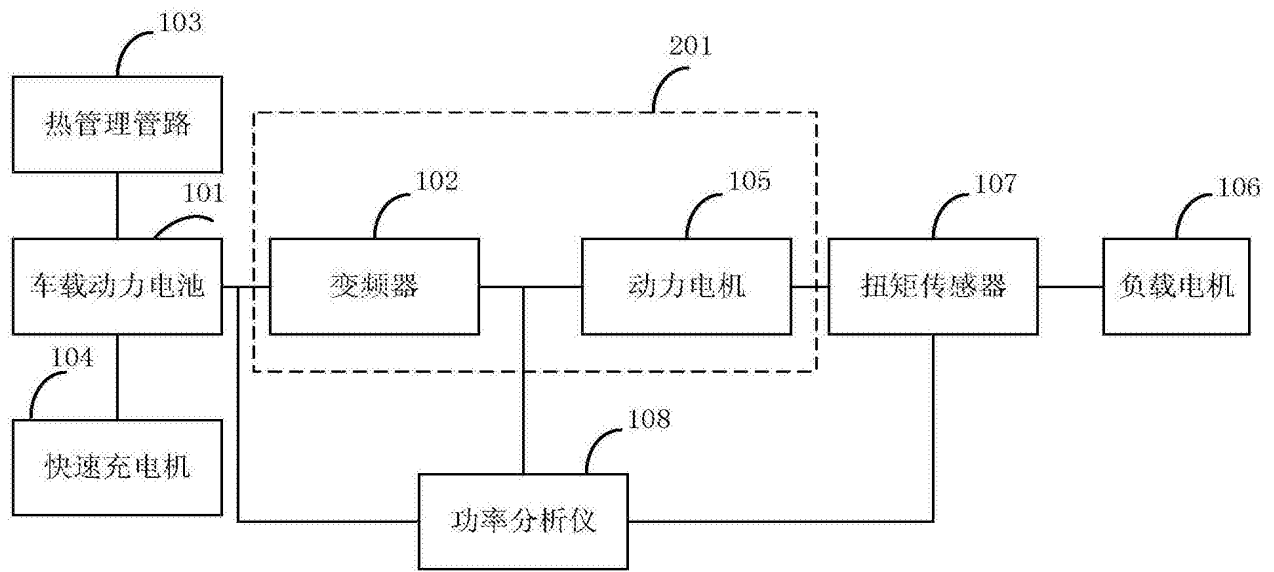 103
201
热管理管路
101
102
105
107
106
车载动力电池
变频器
动力电机
扭矩传感器
负载电机
104
108
快速充电机
功率分析仪